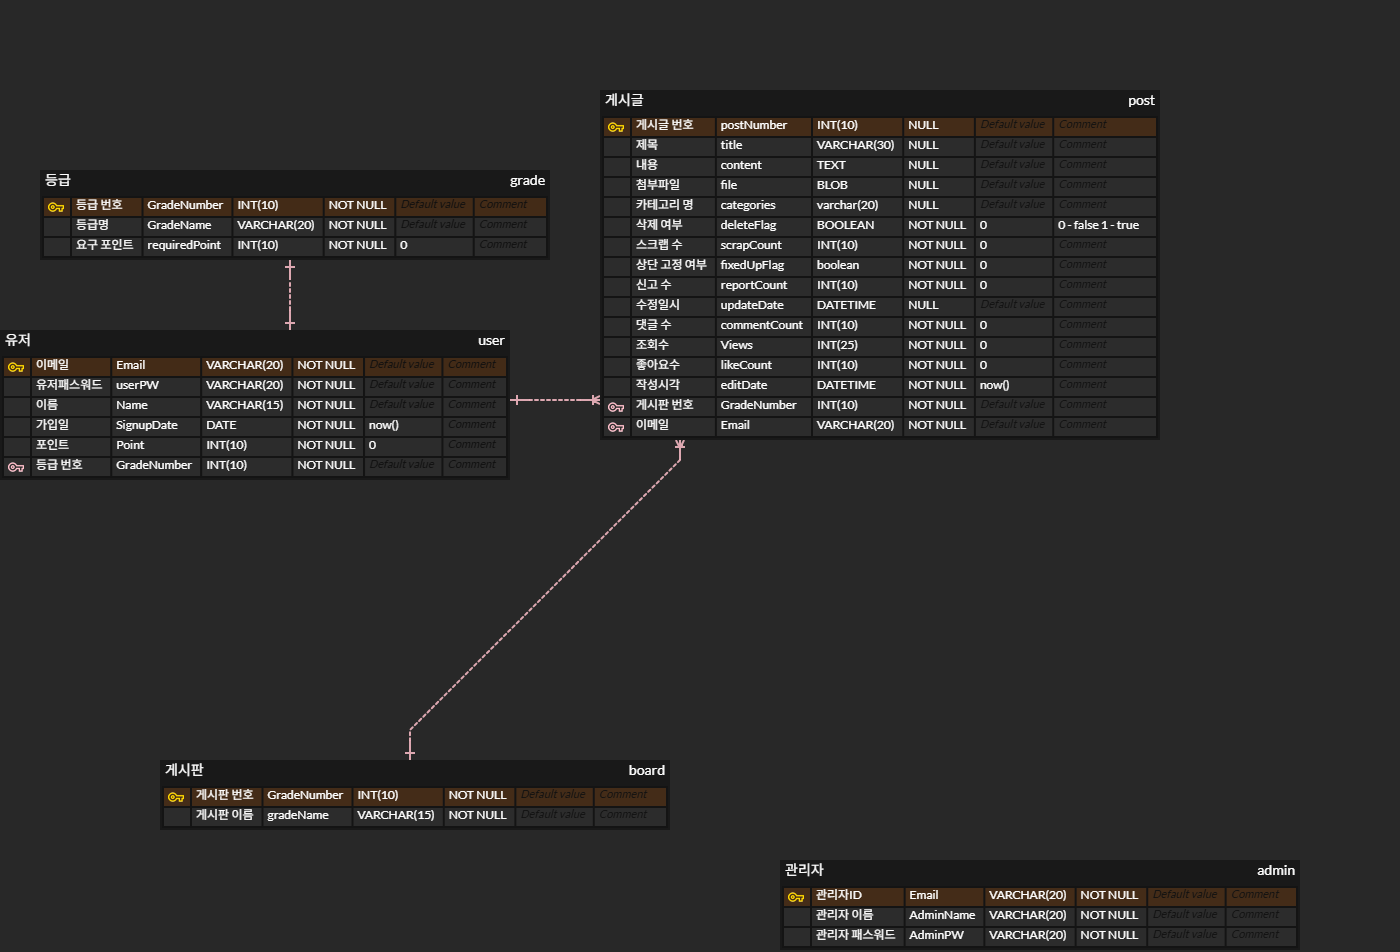 게시글 post
게시글 번호 postNumber INT(10) NULL Default value Comment
제목 title VARCHAR(30) NULL Default value Comment
내용 content TEXT NULL Default value Comment
첨부파일 file BLOB NULL Default value Comment
카테고리 명 categories varchar(20) NULL Default value Comment
삭제 여부 deleteFlag BOOLEAN NOT NULL 0 0 - false 1 - true
스크랩 수 scrapCount INT(10) NOT NULL 0 Comment
상단 고정 여부 fixedUpFlag boolean NOT NULL 0 Comment
신고 수 reportCount INT(10) NOT NULL 0 Comment
수정일시 updateDate DATETIME NULL Default value Comment
댓글 수 commentCount INT(10) NOT NULL 0 Comment
조회수 Views INT(25) NOT NULL 0 Comment
좋아요수 likeCount INT(10) NOT NULL 0 Comment
작성시각 editDate DATETIME NOT NULL now() Comment
게시판 번호 GradeNumber INT(10) NOT NULL Default value Comment
이메일 Email VARCHAR(20) NOT NULL Default value Comment
등급 grade
등급 번호 GradeNumber INT(10) NOT NULL Default value Comment
등급명 GradeName VARCHAR(20) NOT NULL Default value Comment
요구 포인트 requiredPoint INT(10) NOT NULL 0 Comment
유저 user
이메일 Email VARCHAR(20) NOT NULL Default value Comment
유저패스워드 userPW VARCHAR(20) NOT NULL Default value Comment
이름 Name VARCHAR(15) NOT NULL Default value Comment
가입일 SignupDate DATE NOT NULL now() Comment
포인트 Point INT(10) NOT NULL 0 Comment
등급 번호 GradeNumber INT(10) NOT NULL Default value Comment
게시판 board
게시판 번호 GradeNumber INT(10) NOT NULL Default value Comment
게시판 이름 gradeName VARCHAR(15) NOT NULL Default value Comment
관리자 admin
관리자ID Email VARCHAR(20) NOT NULL Default value Comment
관리자 이름 AdminName VARCHAR(20) NOT NULL Default value Comment
관리자 패스워드 AdminPW VARCHAR(20) NOT NULL Default value Comment